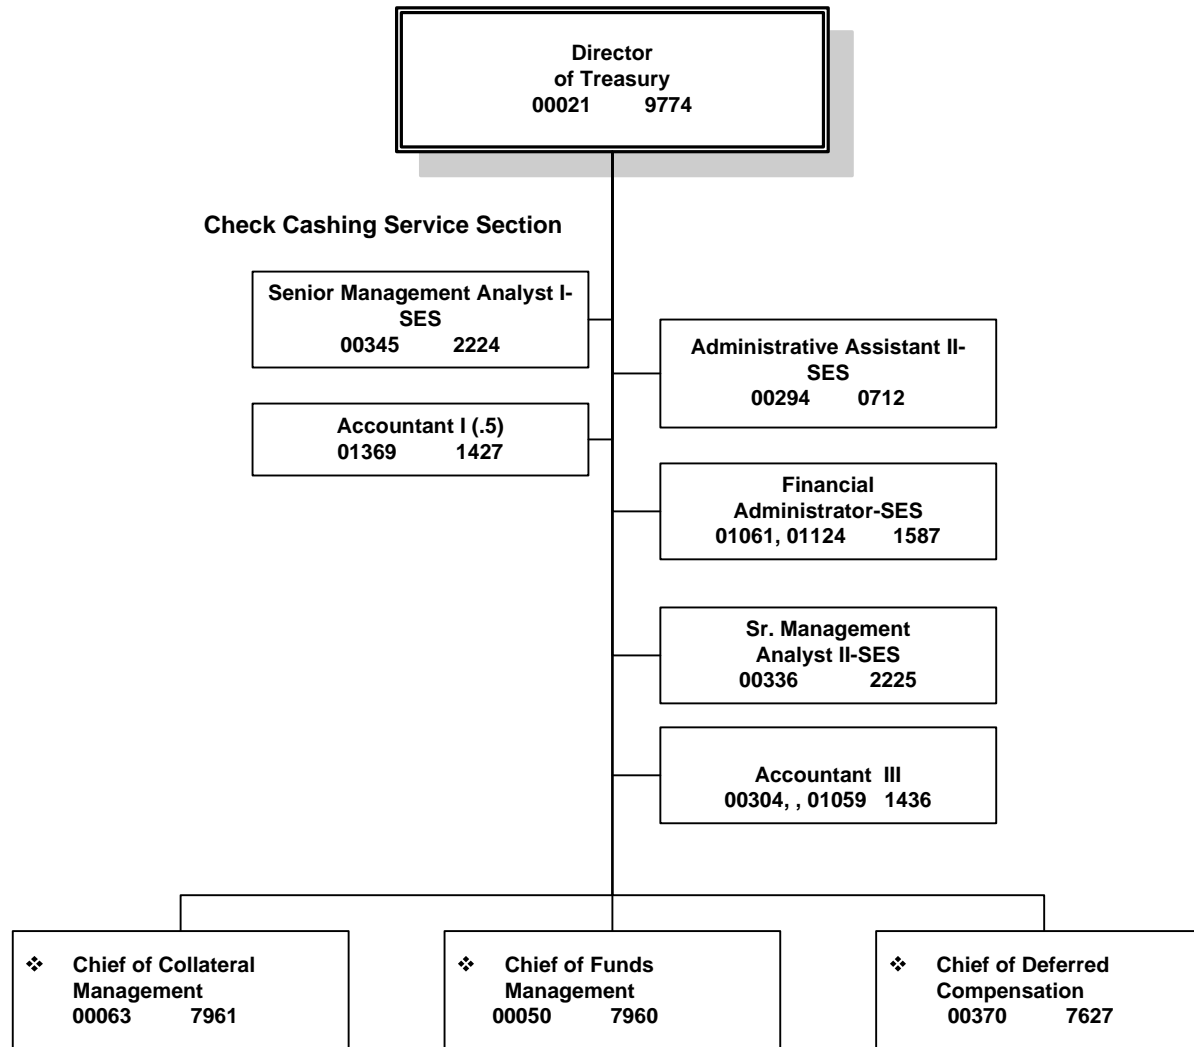 Director
of Treasury
00021 9774
Check Cashing Service Section
Senior Management Analyst I-
SES
00345 2224
Administrative Assistant II-
SES
00294 0712
Accountant I (.5)
01369 1427
Financial
Administrator-SES
01061, 01124 1587
Sr. Management
Analyst II-SES
00336 2225
Accountant III
00304, , 01059 1436
❖ Chief of Collateral
Management
00063 7961
❖ Chief of Funds
Management
00050 7960
❖ Chief of Deferred
Compensation
00370 7627